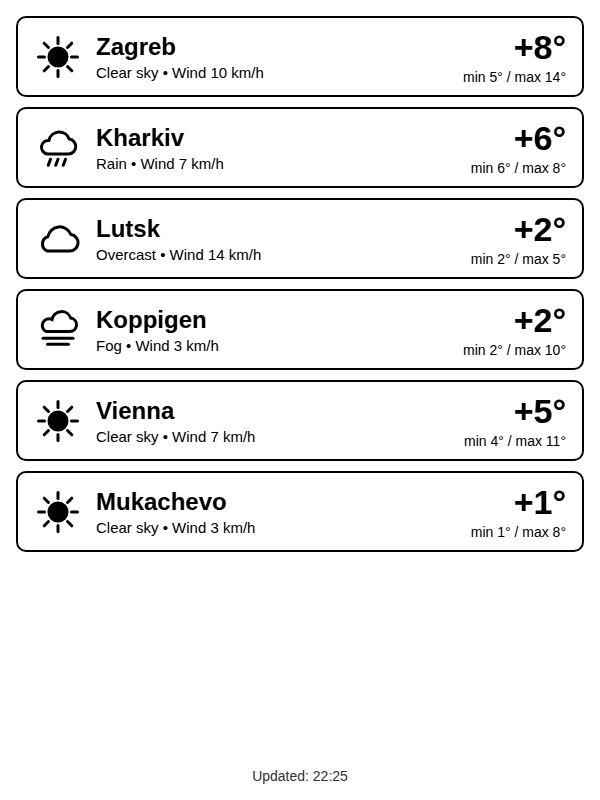 Zagreb
Clear sky • Wind 10 km/h
+8°
min 5° / max 14°
Kharkiv
Rain • Wind 7 km/h
+6°
min 6° / max 8°
Lutsk
Overcast • Wind 14 km/h
+2°
min 2° / max 5°
Koppigen
Fog • Wind 3 km/h
+2°
min 2° / max 10°
Vienna
Clear sky • Wind 7 km/h
+5°
min 4° / max 11°
Mukachevo
Clear sky • Wind 3 km/h
+1°
min 1° / max 8°
Updated: 22:25